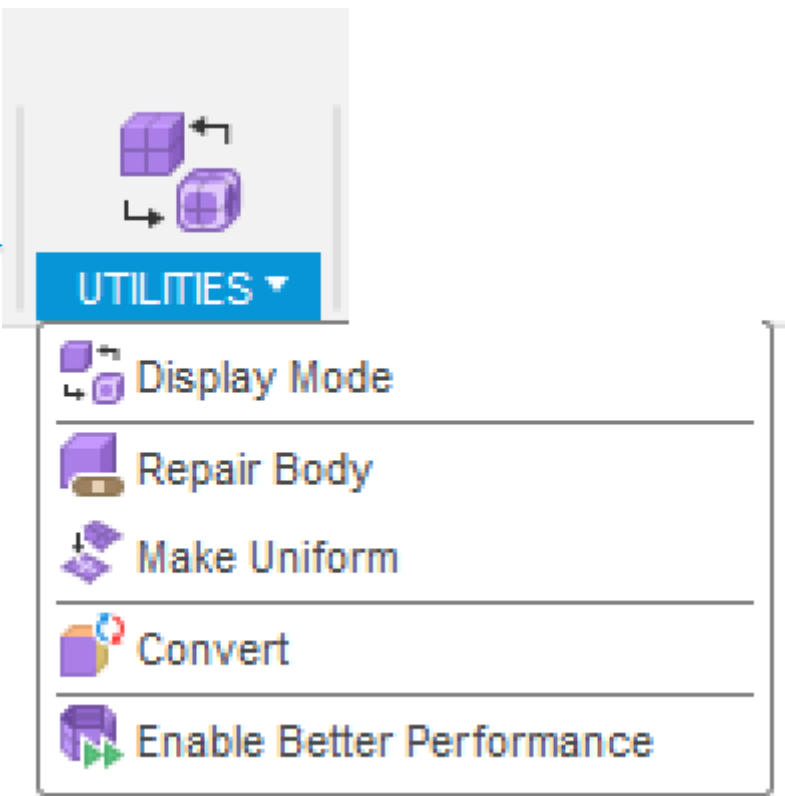 UTILITIES
Display Mode
Repair Body
Make Uniform
Convert
Enable Better Performance